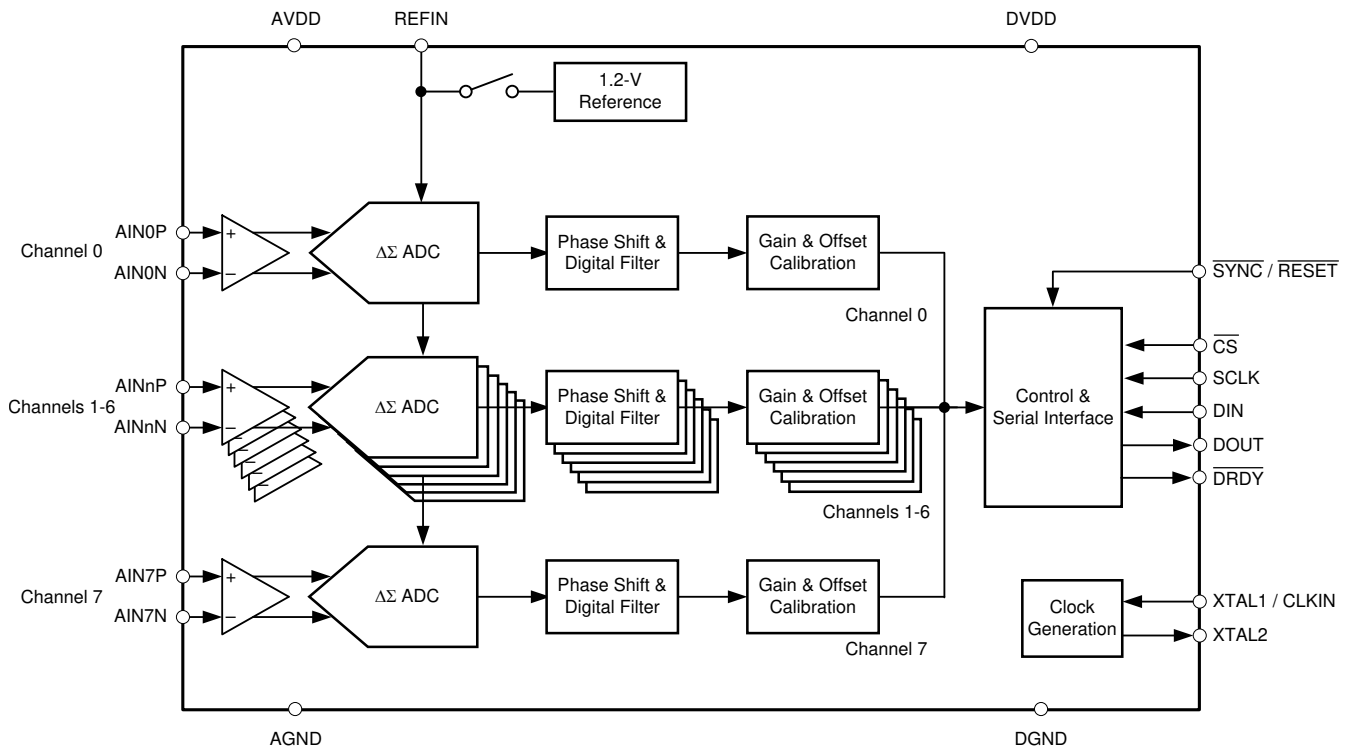 AVDD
REFIN
DVDD
1.2-V
Reference
Channel 0
AIN0P
AIN0N
+
−
ΔΣ ADC
Phase Shift &
Digital Filter
Gain & Offset
Calibration
Channel 0
SYNC / RESET
Channels 1-6
AINnP
AINnN
+
−
−
−
−
−
−
ΔΣ ADC
Phase Shift &
Digital Filter
Gain & Offset
Calibration
Channels 1-6
Control &
Serial Interface
CS
SCLK
DIN
DOUT
DRDY
Channel 7
AIN7P
AIN7N
+
−
ΔΣ ADC
Phase Shift &
Digital Filter
Gain & Offset
Calibration
Channel 7
Clock
Generation
XTAL1 / CLKIN
XTAL2
AGND
DGND